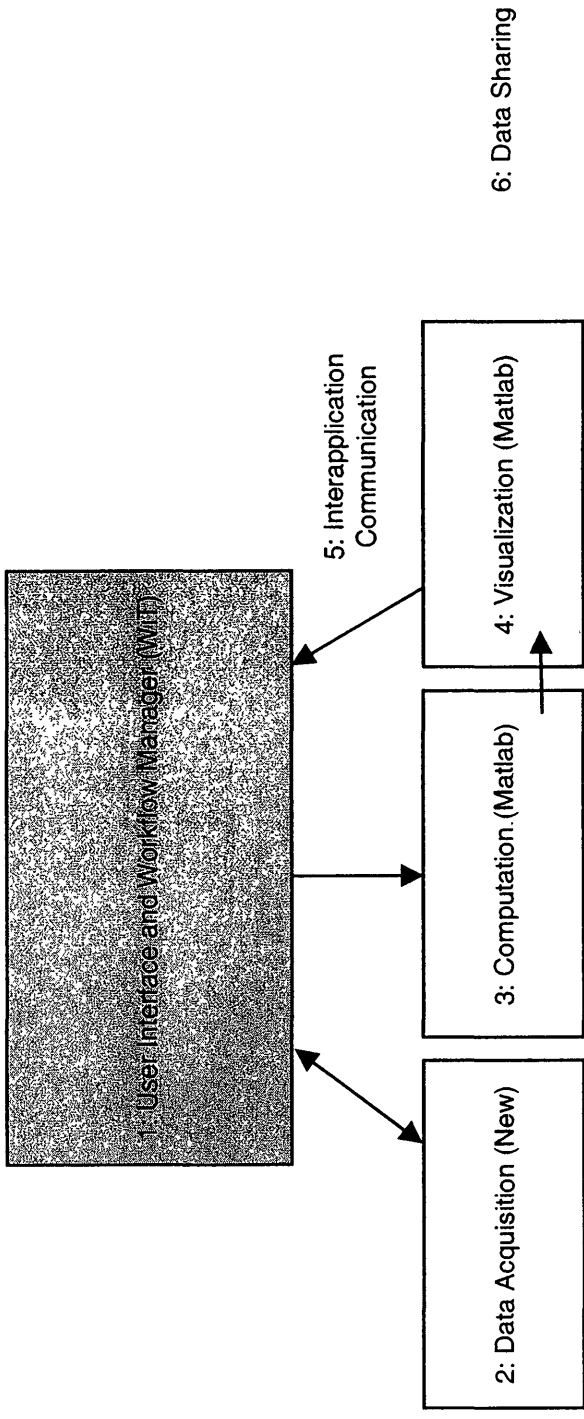 1: User Interface and Workflow Manager (WiT)
5: Interapplication
Communication
2: Data Acquisition (New)
3: Computation.(Matlab)
4: Visualization (Matlab)
6: Data Sharing